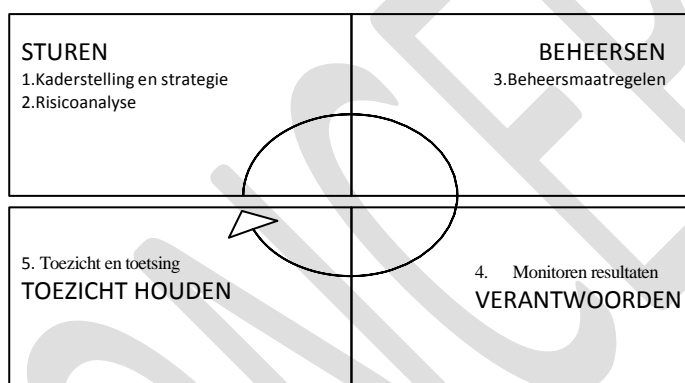 STUREN
1.Kaderstelling en strategie
2.Risicoanalyse
BEHEERSEN
3.Beheersmaatregelen
5. Toezicht en toetsing
TOEZICHT HOUDEN
4. Monitoren resultaten
VERANTWOORDEN